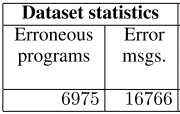 Dataset statistics
Erroneous Error
programs msgs.
6975 16766